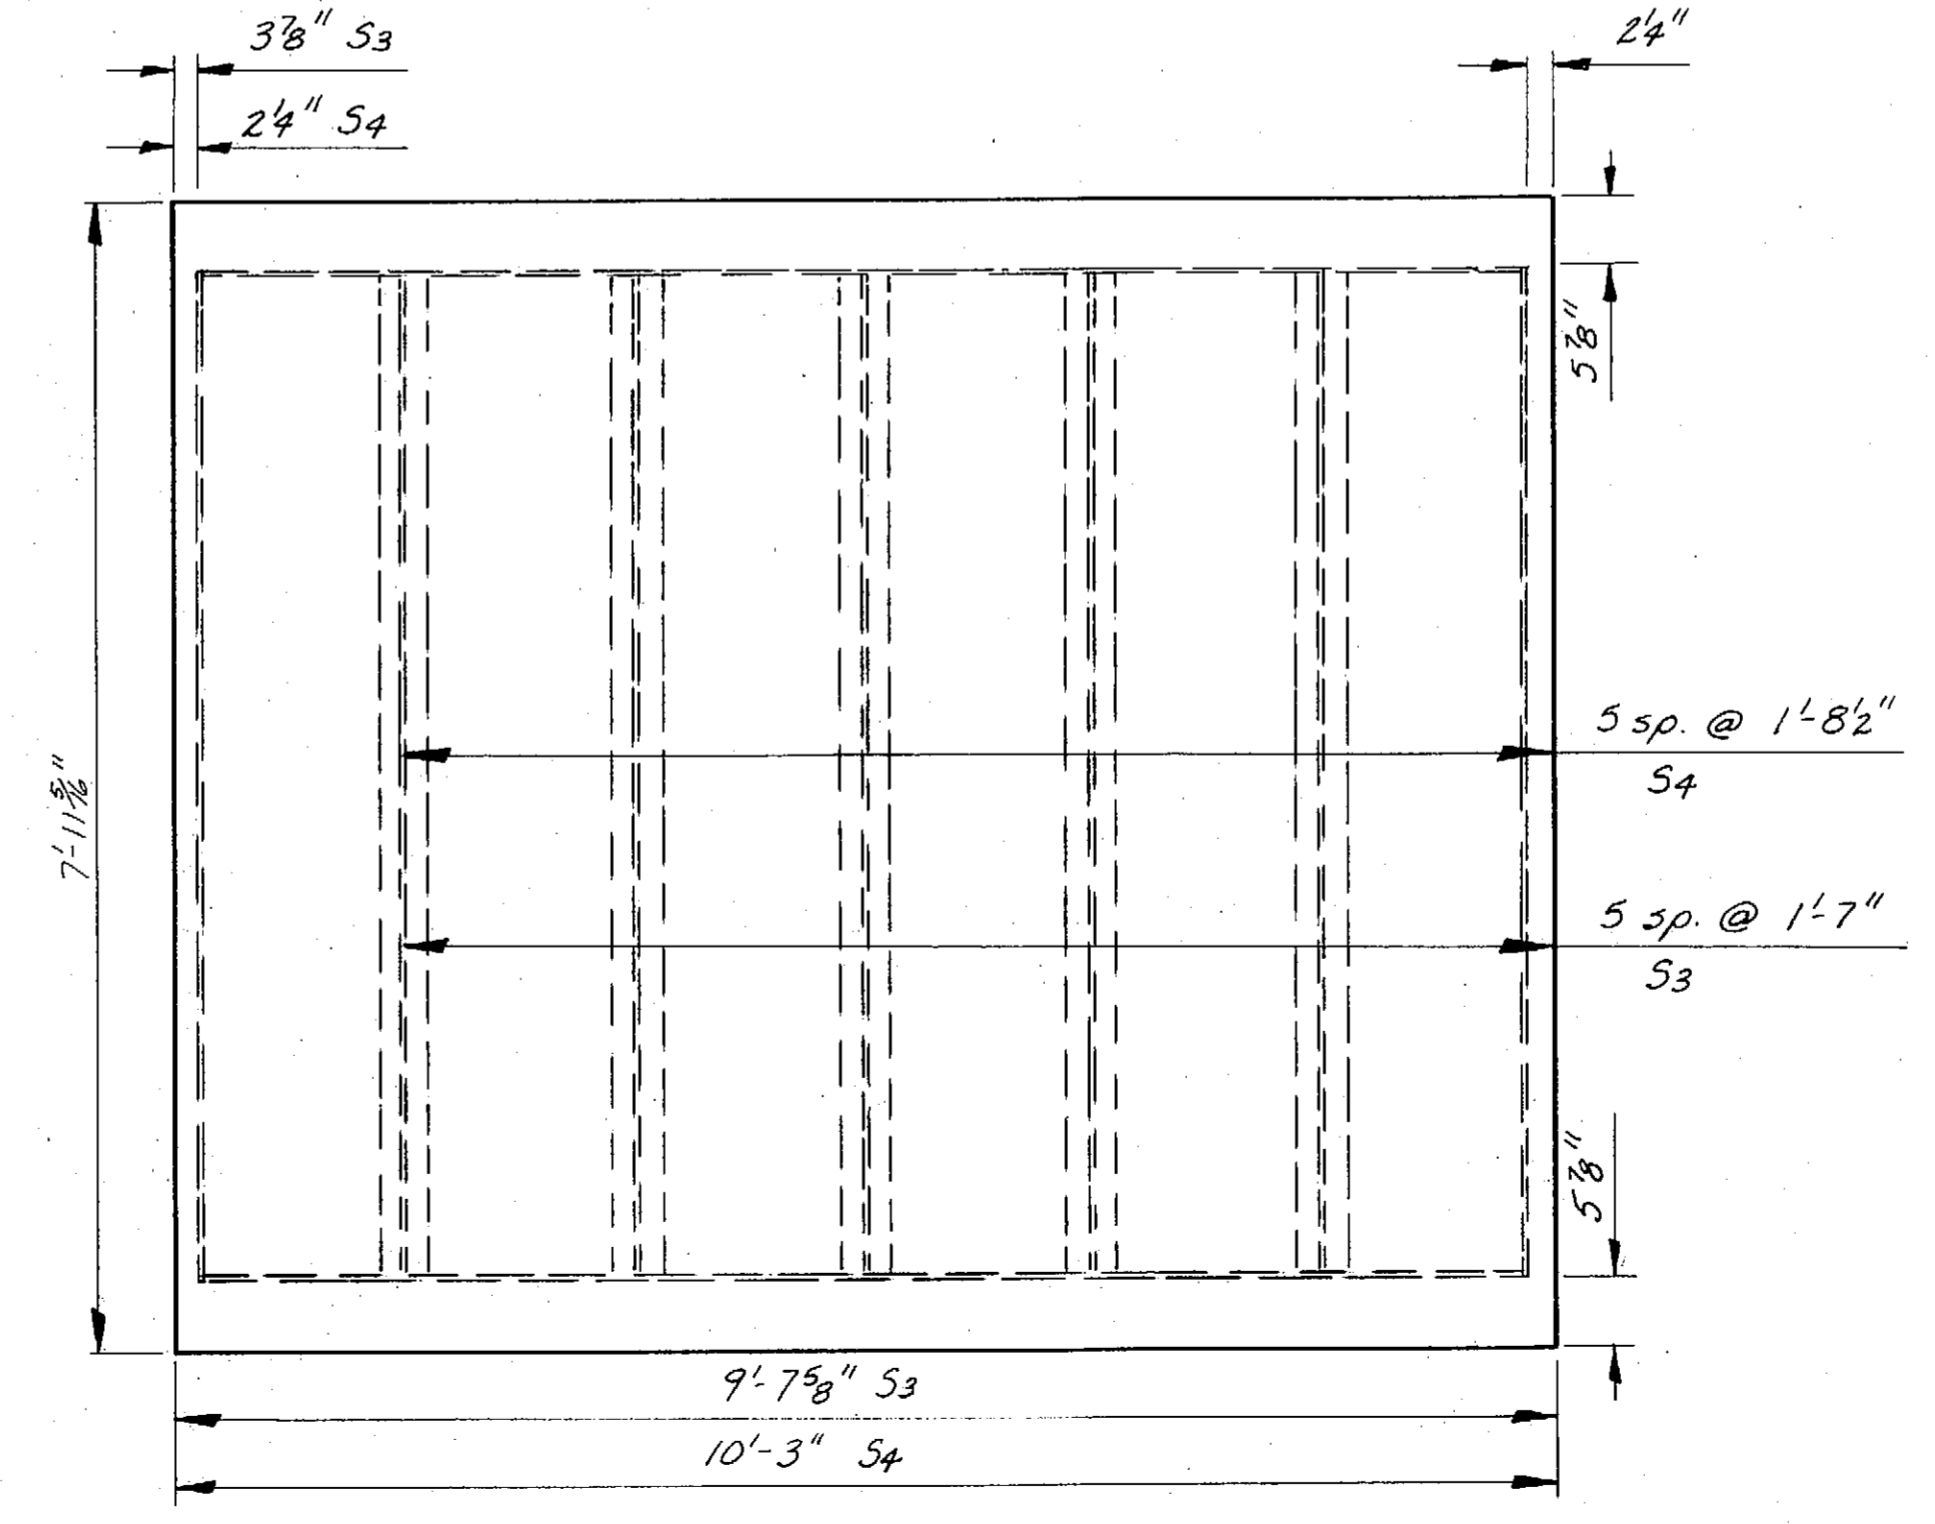 3⅞" S3
2¼"
2¼" S4
5⅞"
5 sp. @ 1'-8½"
S4
7'-11 5/16"
5 sp. @ 1'-7"
S3
5⅞"
9'-7⅝" S3
10'-3" S4